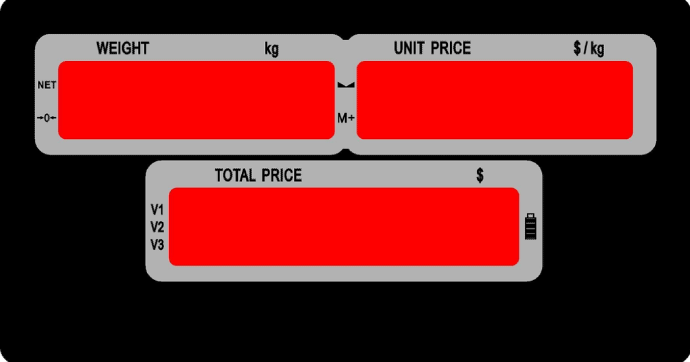 WEIGHT kg
UNIT PRICE $/kg
NET
→0←
M+
TOTAL PRICE $
V1
V2
V3